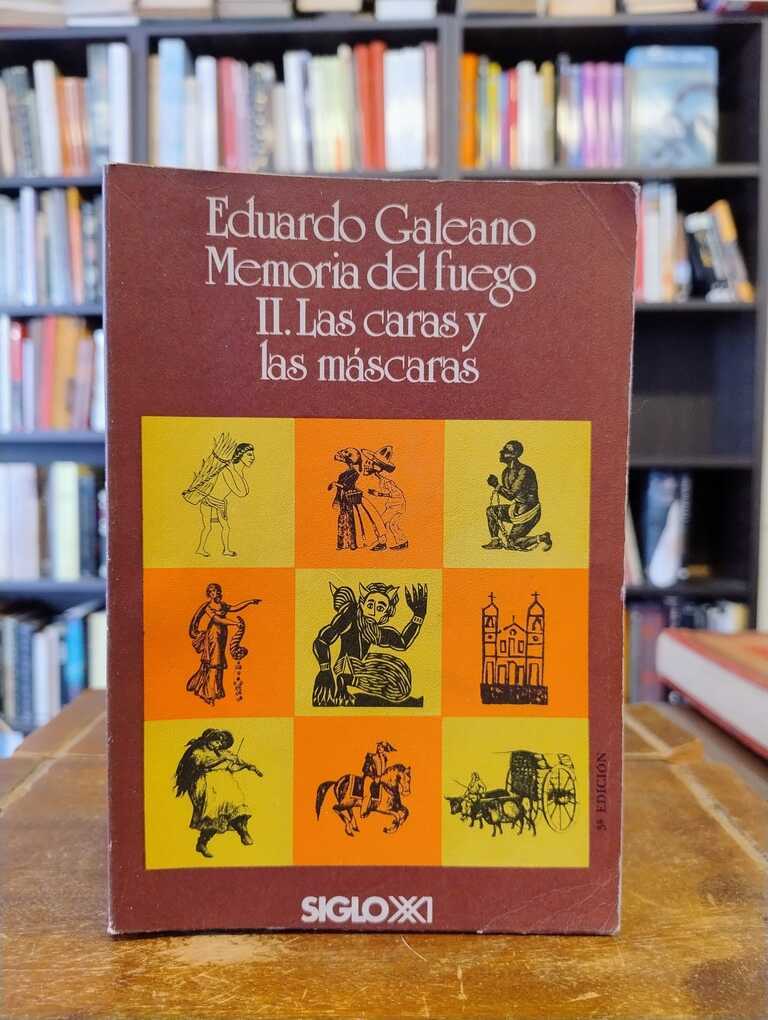 Eduardo Galeano
Memoria del fuego
II. Las caras y
las máscaras
5ª EDICIÓN
SIGLO XXI